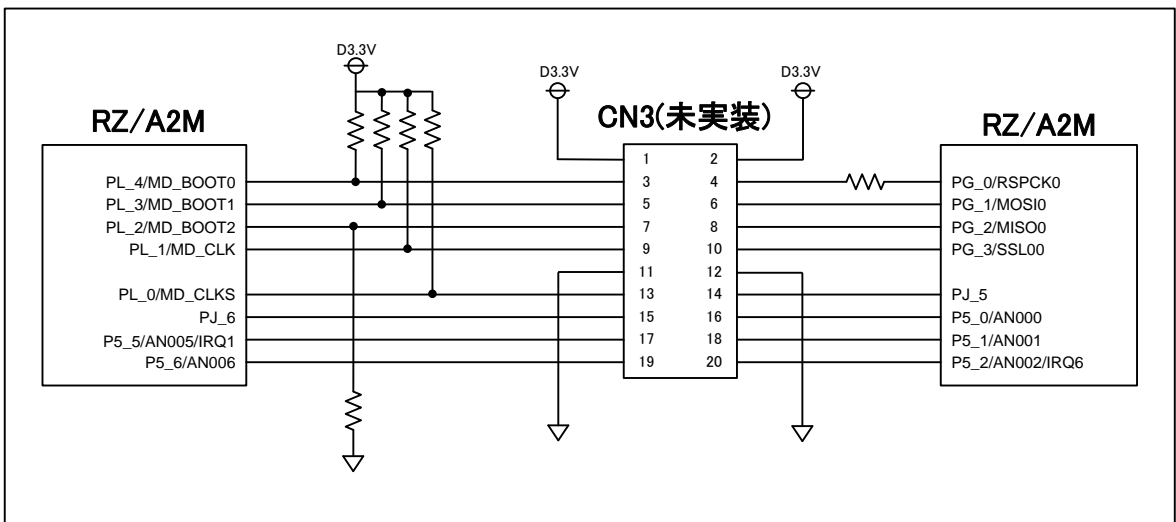 D3.3V
D3.3V
D3.3V
RZ/A2M
CN3(未実装)
RZ/A2M
PL_4/MD_BOOT0
PL_3/MD_BOOT1
PL_2/MD_BOOT2
PL_1/MD_CLK
PL_0/MD_CLKS
PJ_6
P5_5/AN005/IRQ1
P5_6/AN006
1 2
3 4
5 6
7 8
9 10
11 12
13 14
15 16
17 18
19 20
PG_0/RSPCK0
PG_1/MOSI0
PG_2/MISO0
PG_3/SSL00
PJ_5
P5_0/AN000
P5_1/AN001
P5_2/AN002/IRQ6